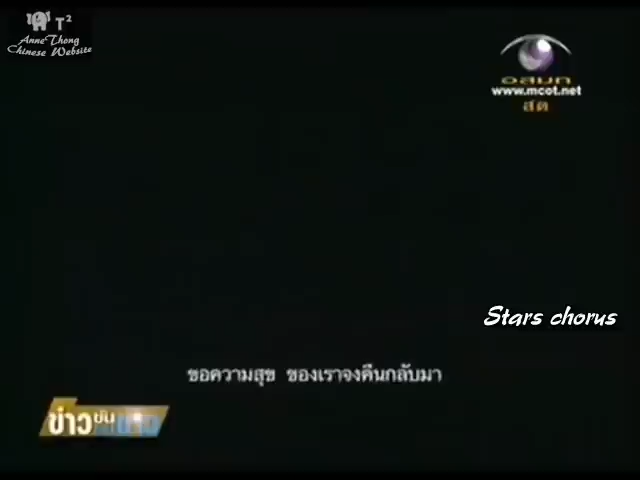 T²
AnneThong
Chinese Website
อสมท
www.mcot.net
สด
Stars chorus
ขอความสุข ของเราจงคืนกลับมา
ข่าว